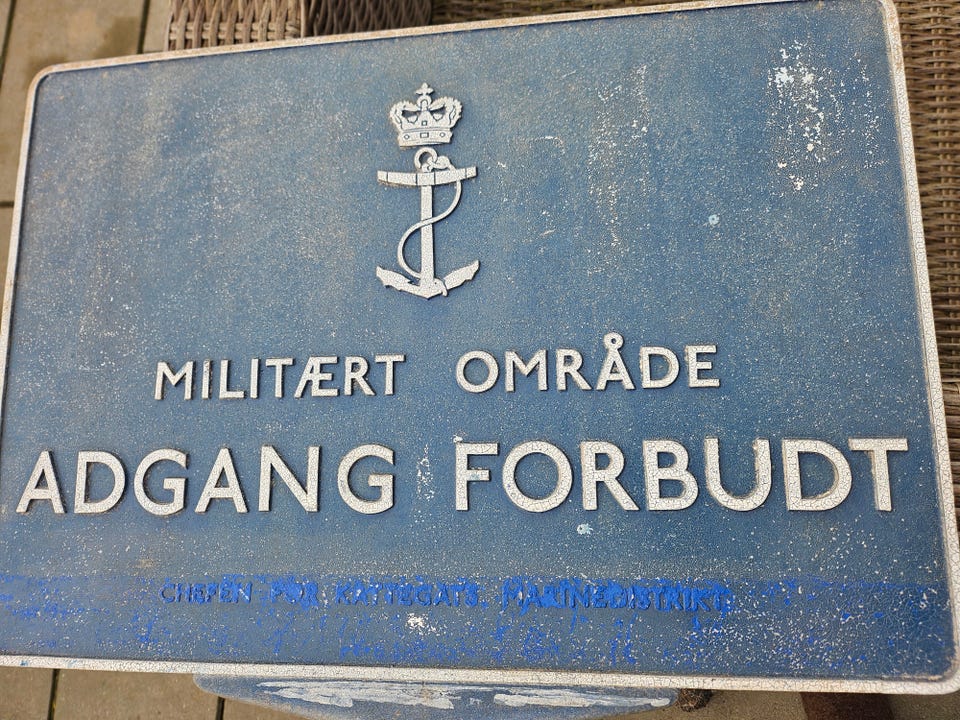 MILITÆRT OMRÅDE
ADGANG FORBUDT
CHEFEN FOR KATTEGATS MARINEDISTRIKT